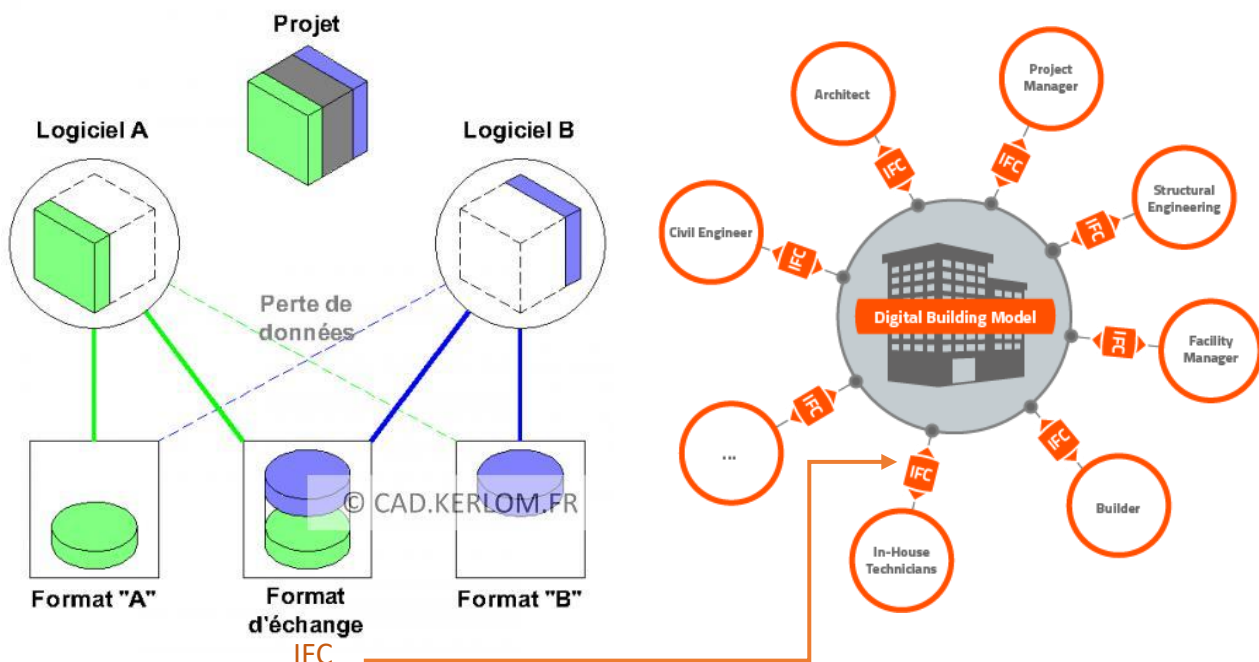 Projet
Logiciel A
Logiciel B
Perte de
données
© CAD.KERLOM.FR
Format "A"
Format
d'échange
IFC
Format "B"
Architect
Project
Manager
Structural
Engineering
Civil Engineer
Digital Building Model
Facility
Manager
...
In-House
Technicians
Builder
IFC
IFC
IFC
IFC
IFC
IFC
IFC
IFC